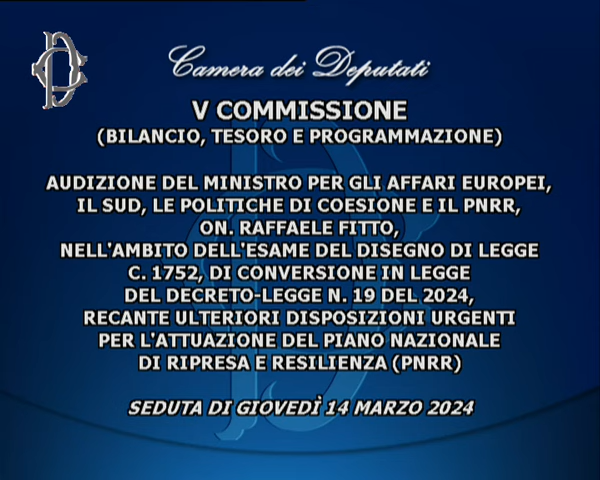 Camera dei Deputati
V COMMISSIONE
(BILANCIO, TESORO E PROGRAMMAZIONE)
AUDIZIONE DEL MINISTRO PER GLI AFFARI EUROPEI,
IL SUD, LE POLITICHE DI COESIONE E IL PNRR,
ON. RAFFAELE FITTO,
NELL'AMBITO DELL'ESAME DEL DISEGNO DI LEGGE
C. 1752, DI CONVERSIONE IN LEGGE
DEL DECRETO-LEGGE N. 19 DEL 2024,
RECANTE ULTERIORI DISPOSIZIONI URGENTI
PER L'ATTUAZIONE DEL PIANO NAZIONALE
DI RIPRESA E RESILIENZA (PNRR)
SEDUTA DI GIOVEDÌ 14 MARZO 2024